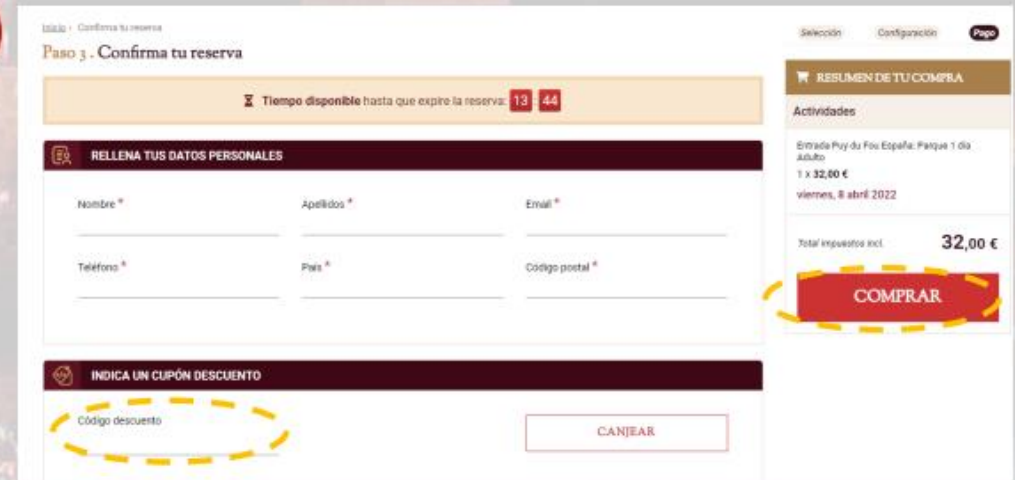 Inicio › Confirma tu reserva
Paso 3 . Confirma tu reserva
Tiempo disponible hasta que expire la reserva: 13 : 44
RELLENA TUS DATOS PERSONALES
Nombre * Apellidos * Email *
Teléfono * País * Código postal *
INDICA UN CUPÓN DESCUENTO
Código descuento
CANJEAR
Selección Configuración Pago
RESUMEN DE TU COMPRA
Actividades
Entrada Puy du Fou España: Parque 1 día
Adulto
1 x 32,00 €
viernes, 8 abril 2022
Total impuestos incl. 32,00 €
COMPRAR